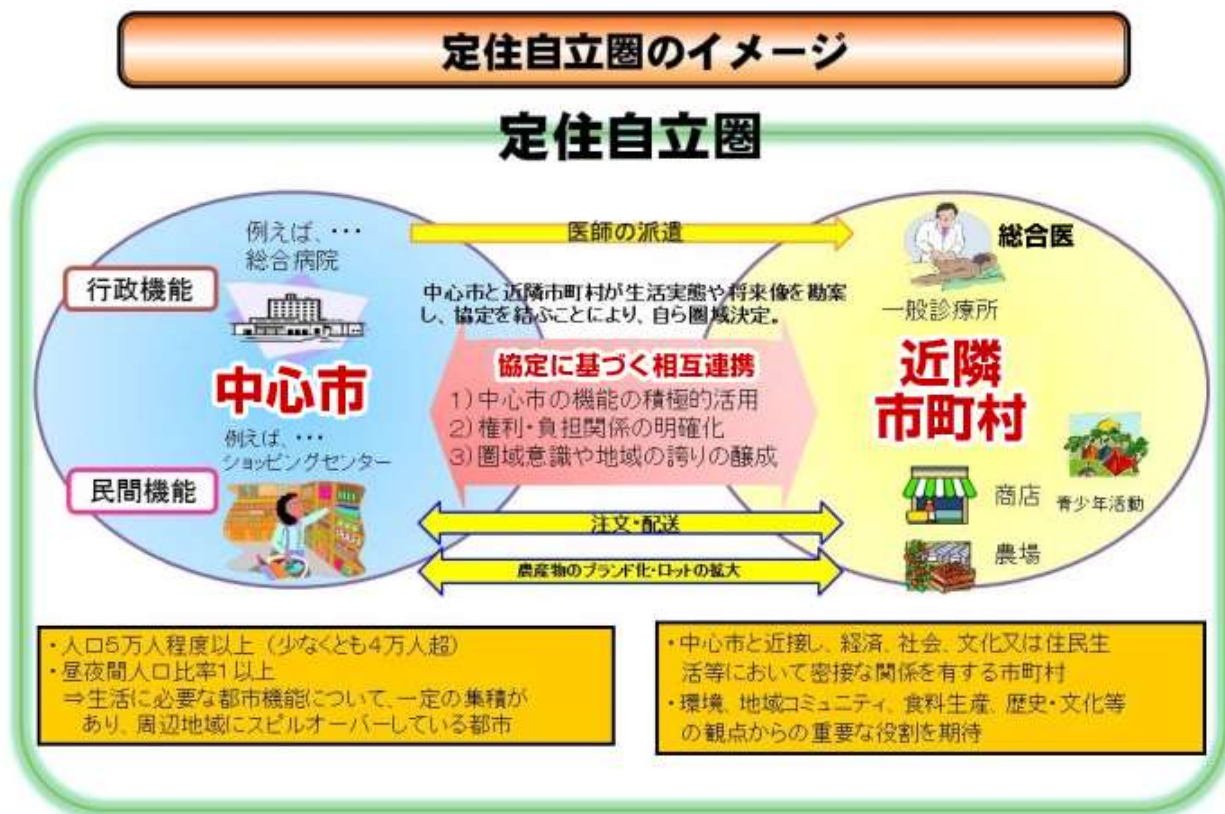 定住自立圏のイメージ
定住自立圏
例えば、・・・
総合病院
行政機能
中心市
例えば、・・・
ショッピングセンター
民間機能
医師の派遣
中心市と近隣市町村が生活実態や将来像を勘案
し、協定を結ぶことにより、自ら圏域決定。
協定に基づく相互連携
1)中心市の機能の積極的活用
2)権利・負担関係の明確化
3)圏域意識や地域の誇りの醸成
注文・配送
農産物のブランド化・ロットの拡大
総合医
一般診療所
近隣
市町村
商店
青少年活動
農場
・人口5万人程度以上(少なくとも4万人超)
・昼夜間人口比率1以上
⇒生活に必要な都市機能について、一定の集積が
あり、周辺地域にスピルオーバーしている都市
・中心市と近接し、経済、社会、文化又は住民生
活等において密接な関係を有する市町村
・環境、地域コミュニティ、食料生産、歴史・文化等
の観点からの重要な役割を期待